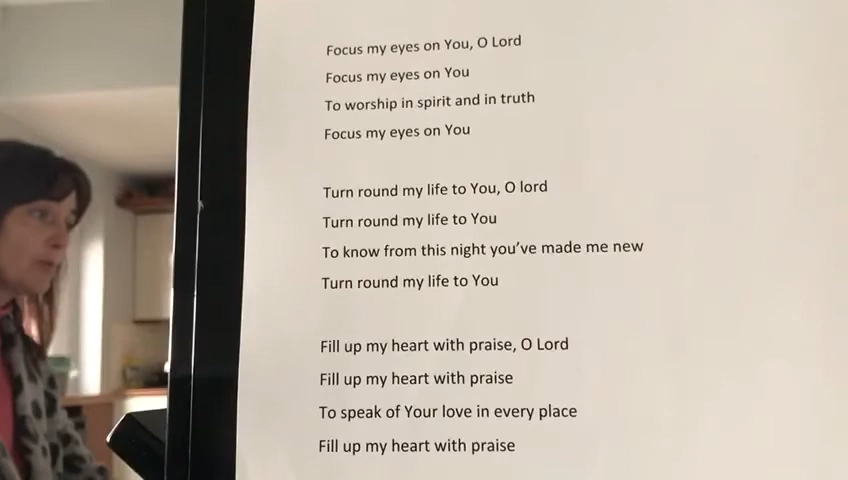 Focus my eyes on You, O Lord
Focus my eyes on You
To worship in spirit and in truth
Focus my eyes on You
Turn round my life to You, O lord
Turn round my life to You
To know from this night you've made me new
Turn round my life to You
Fill up my heart with praise, O Lord
Fill up my heart with praise
To speak of Your love in every place
Fill up my heart with praise